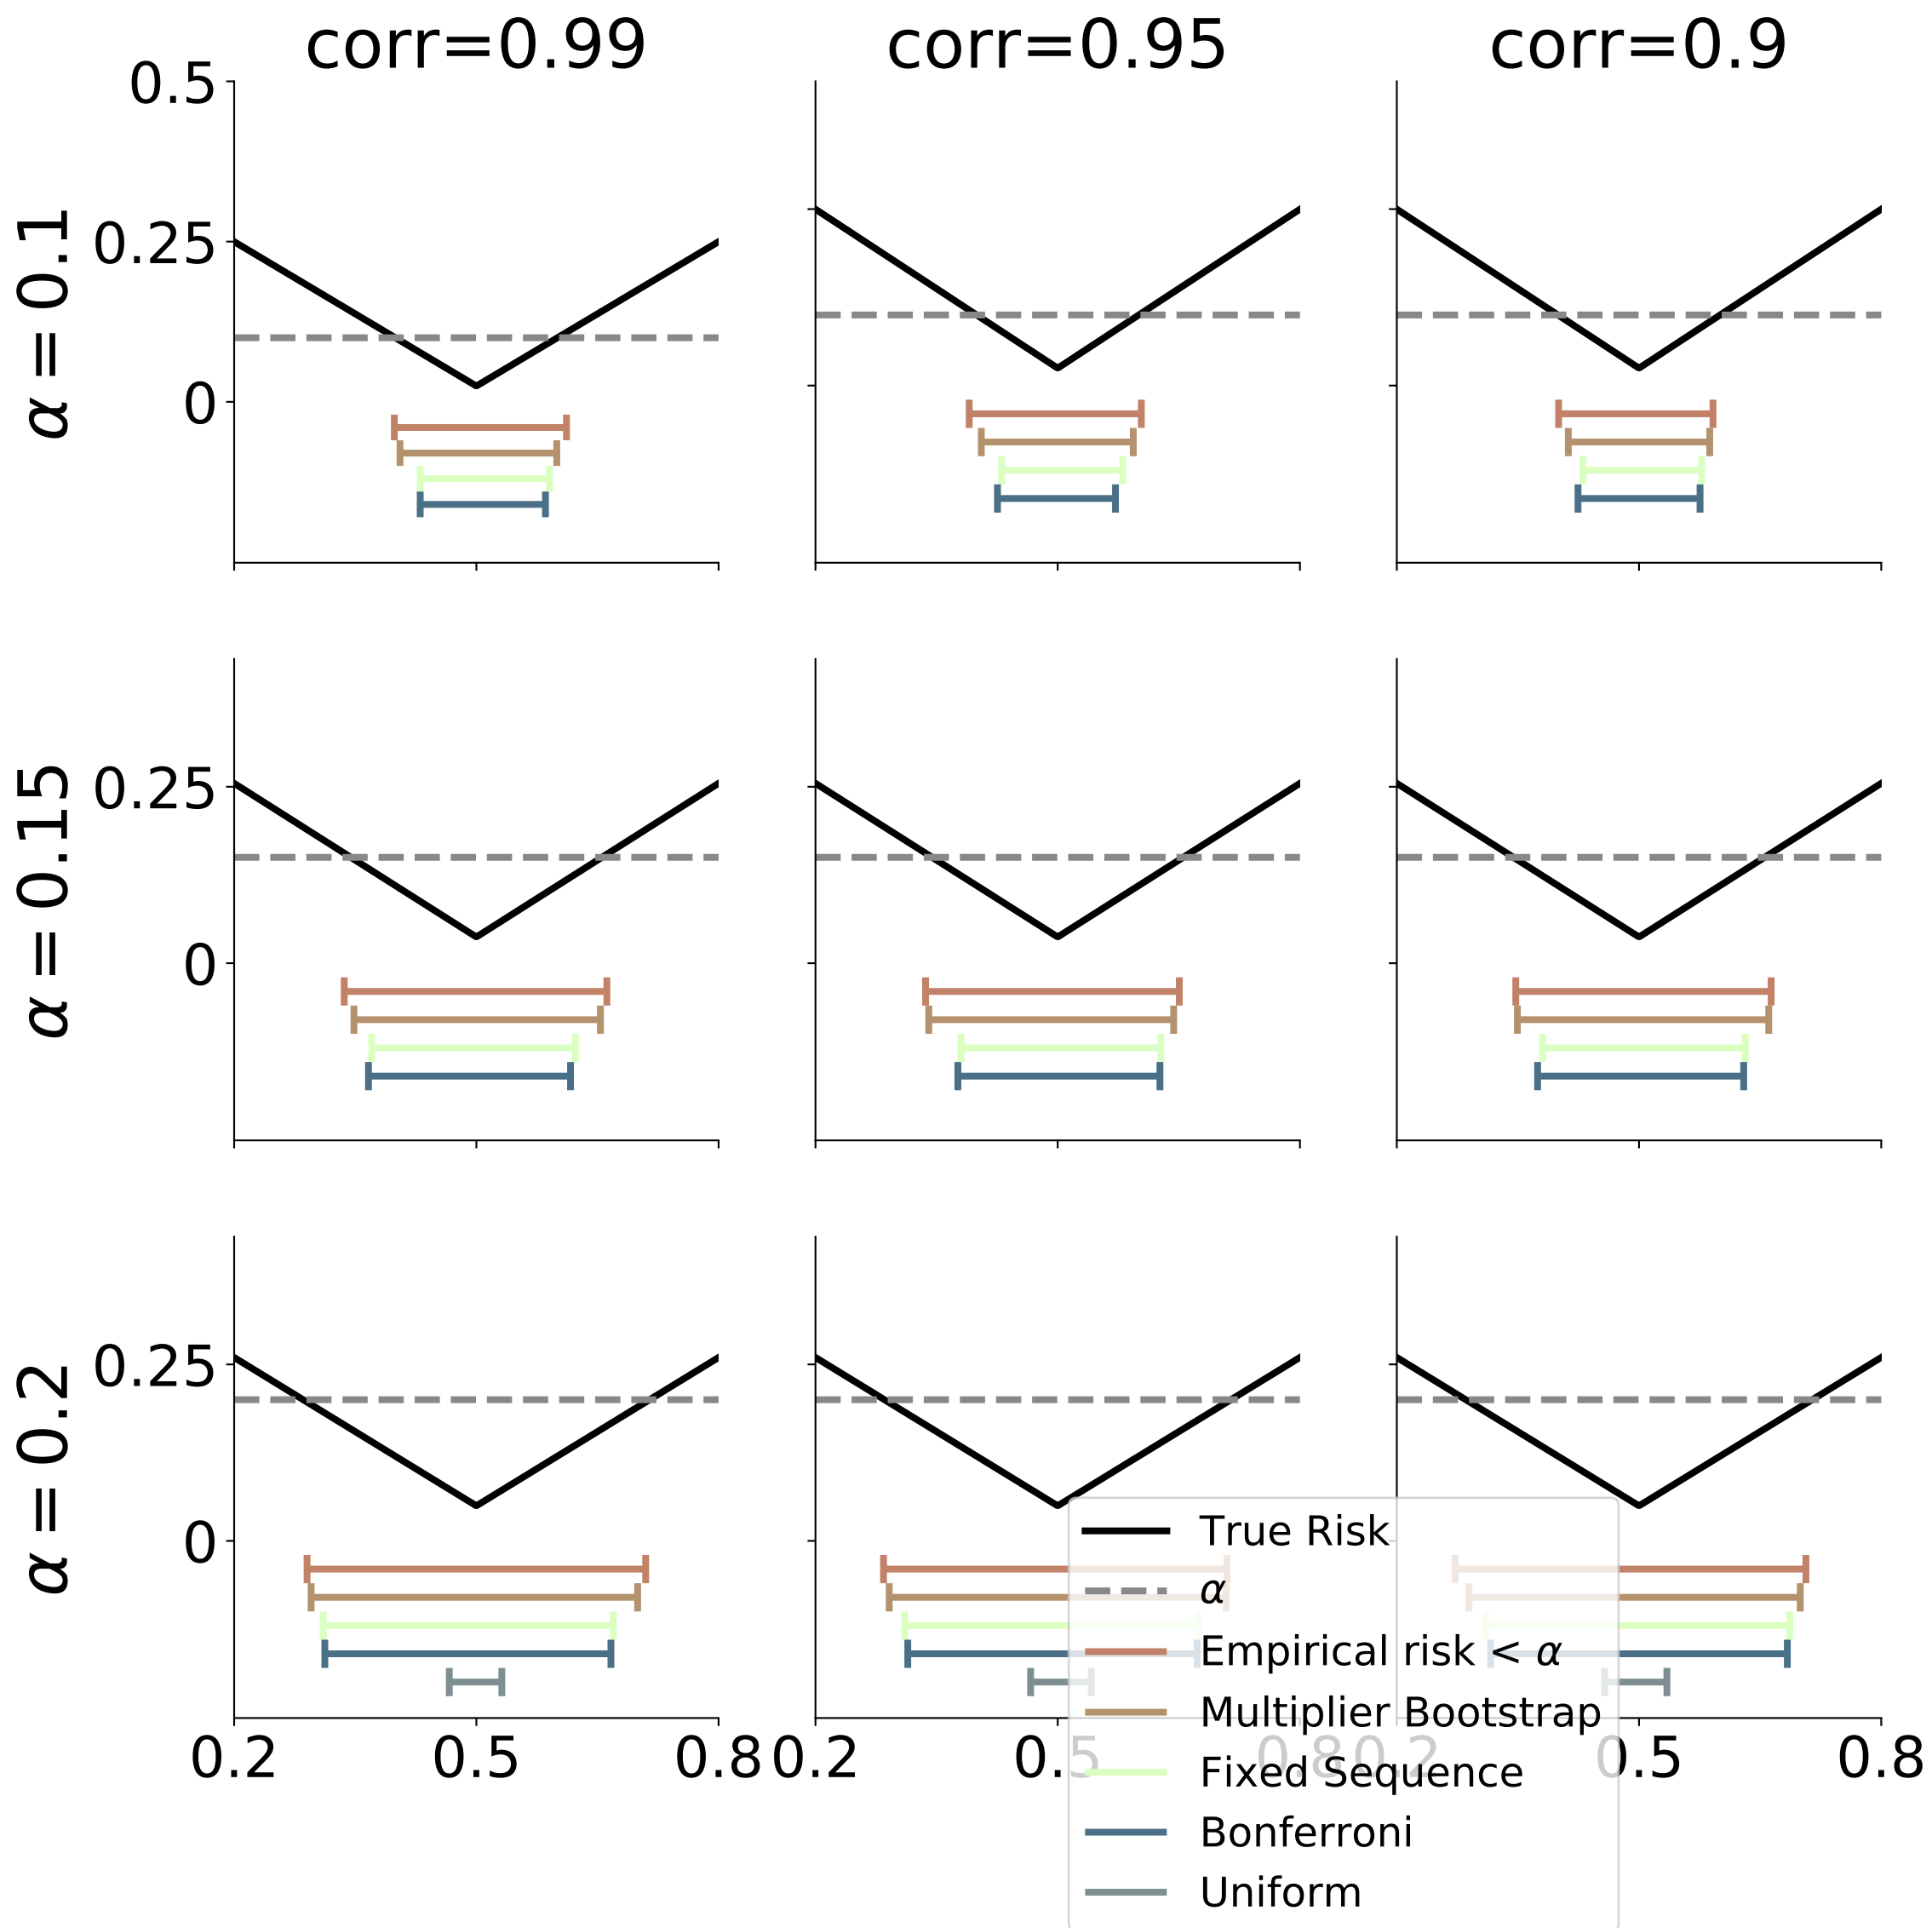 corr=0.99 corr=0.95 corr=0.9
0.5
0.25
0
α = 0.1
0.25
0
α = 0.15
0.25
0
α = 0.2
0.2 0.5 0.8 0.2 0.5 0.8 0.2 0.5 0.8
True Risk
α
Empirical risk < α
Multiplier Bootstrap
Fixed Sequence
Bonferroni
Uniform